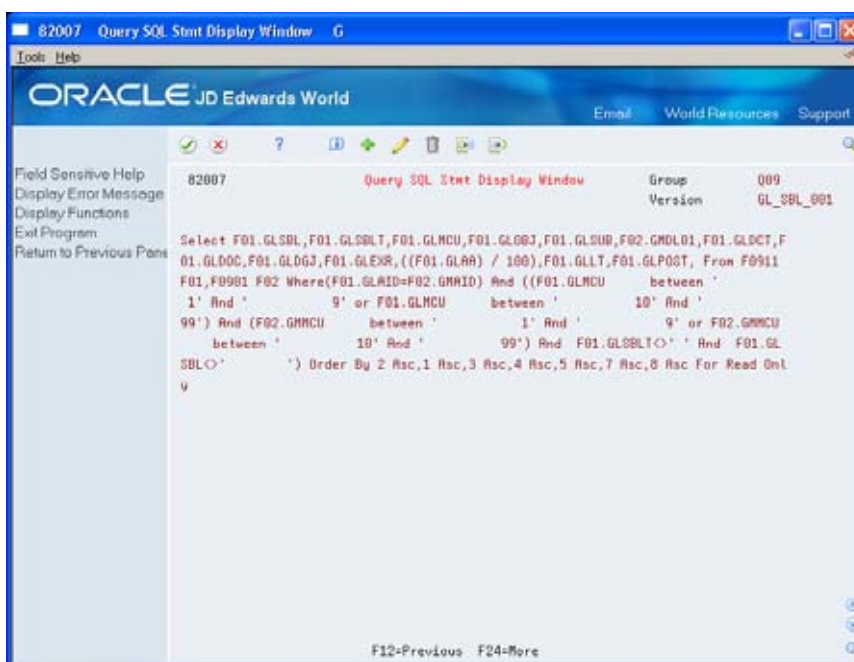 82007   Query SQL Stmt Display Window   G
Tools Help
ORACLE JD Edwards World
Email   World Resources   Support
Field Sensitive Help
Display Error Message
Display Functions
Exit Program
Return to Previous Pane
82007   Query SQL Stmt Display Window   Group   Q09
Version   GL_SBL_001
Select F01.GLSBL,F01.GLSBLT,F01.GLMCU,F01.GLOBJ,F01.GLSUB,F02.GMDL01,F01.GLDCT,F
01.GLDOC,F01.GLDGJ,F01.GLEXR,((F01.GLAA) / 100),F01.GLLT,F01.GLPOST, From F0911
F01,F0901 F02 Where(F01.GLAID=F02.GMAID) And ((F01.GLMCU      between '
1' And '           9' or F01.GLMCU      between '          10' And '
99') And (F02.GMMCU      between '           1' And '           9' or F02.GMMCU
between '          10' And '          99') And  F01.GLSBLT<>' ' And  F01.GL
SBL<>'        ') Order By 2 Asc,1 Asc,3 Asc,4 Asc,5 Asc,7 Asc,8 Asc For Read Onl
y
F12=Previous  F24=More